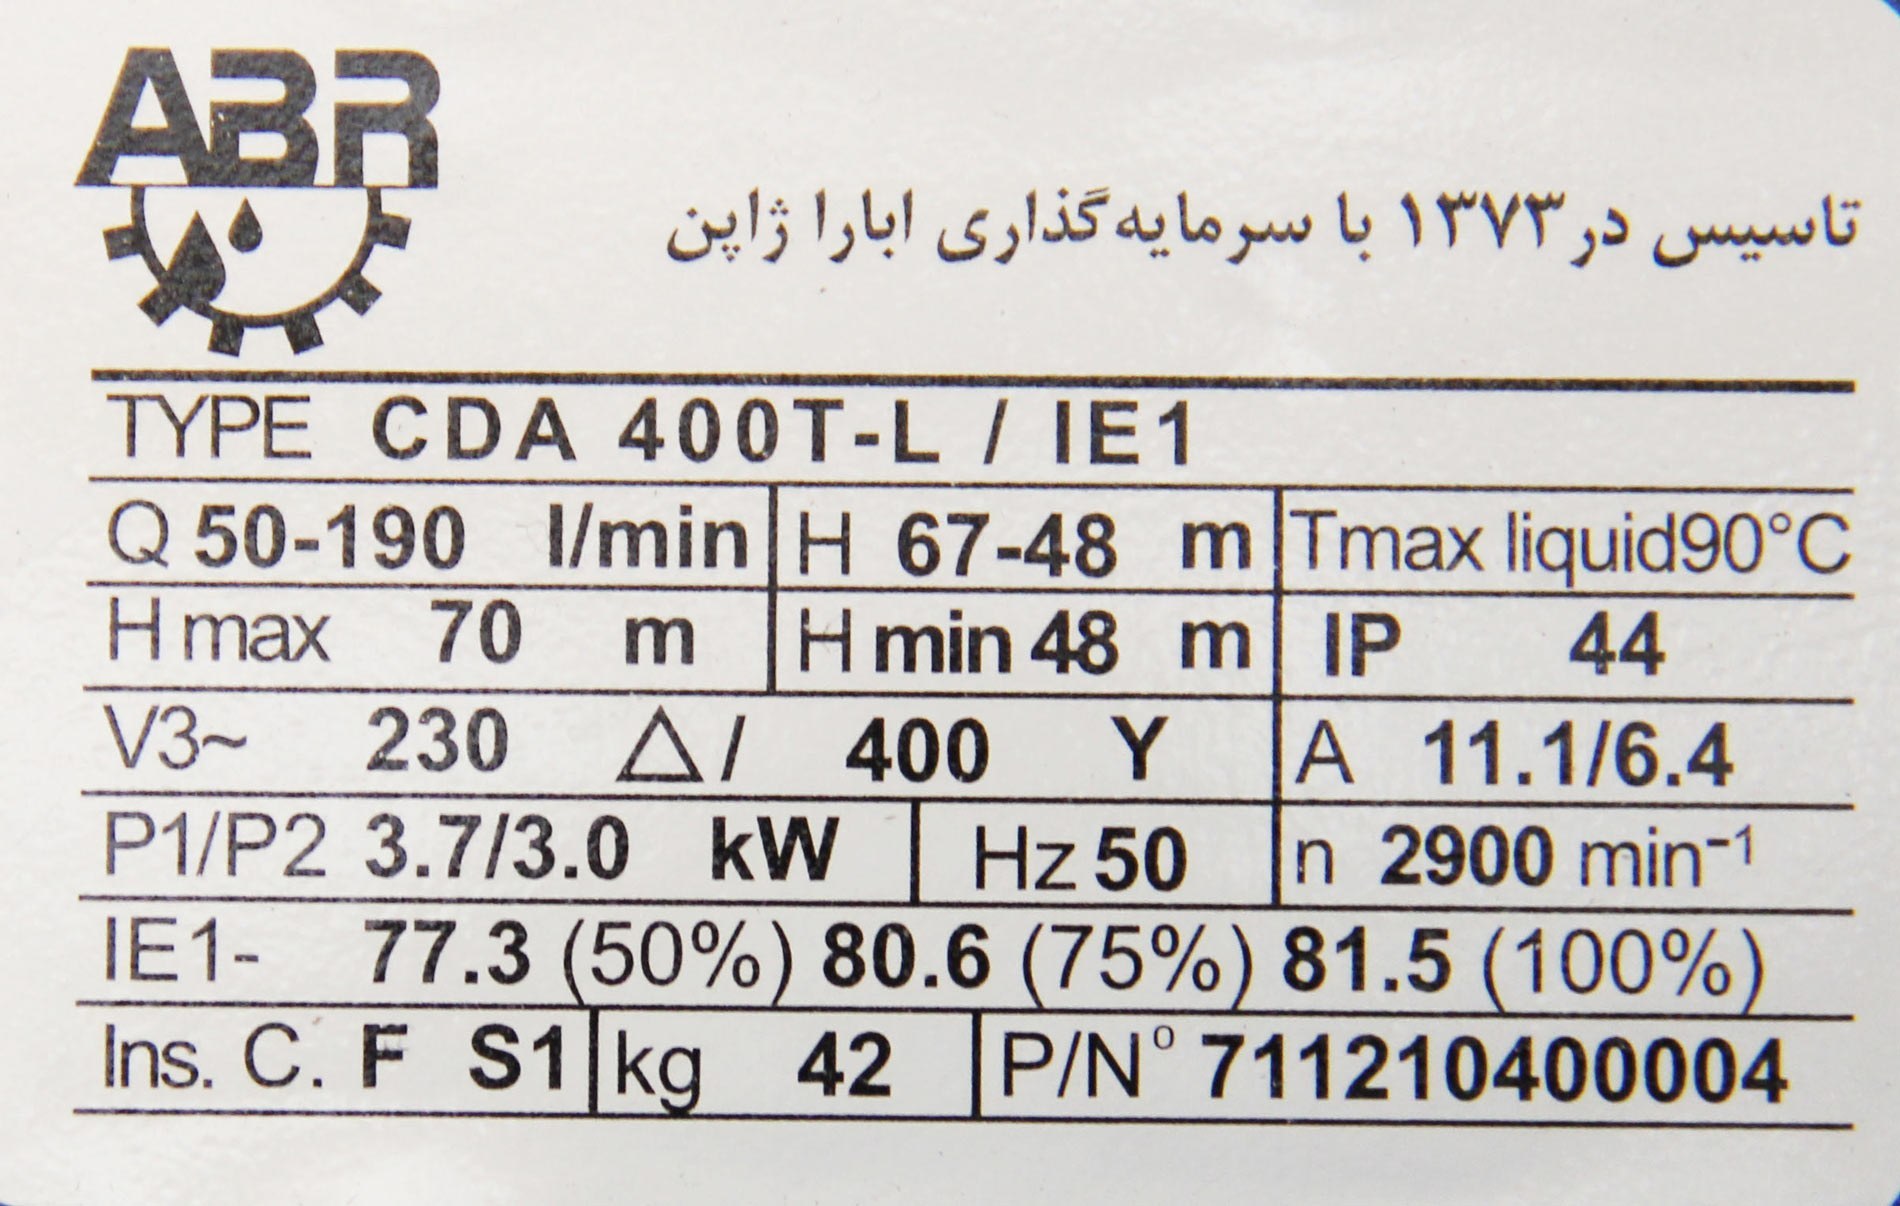 ABR
تاسیس در ۱۳۷۳ با سرمایه‌گذاری ابارا ژاپن
TYPE CDA 400T-L / IE1
Q 50-190 l/min H 67-48 m Tmax liquid90°C
H max 70 m H min 48 m IP 44
V3~ 230 △/ 400 Y A 11.1/6.4
P1/P2 3.7/3.0 kW Hz 50 n 2900 min⁻¹
IE1- 77.3 (50%) 80.6 (75%) 81.5 (100%)
Ins. C. F S1 kg 42 P/N° 711210400004